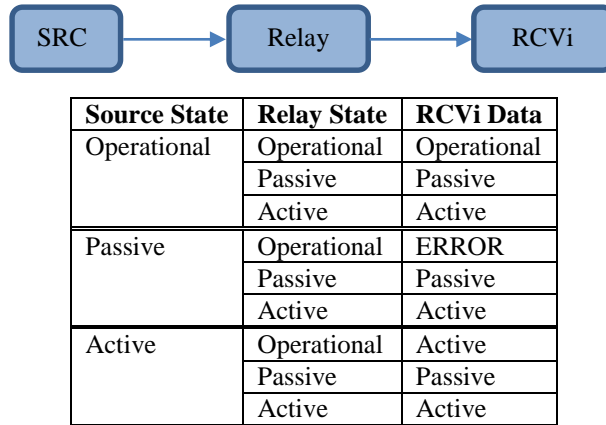 SRC Relay RCVi
Source State Relay State RCVi Data
Operational Operational Operational
Passive Passive
Active Active
Passive Operational ERROR
Passive Passive
Active Active
Active Operational Active
Passive Passive
Active Active